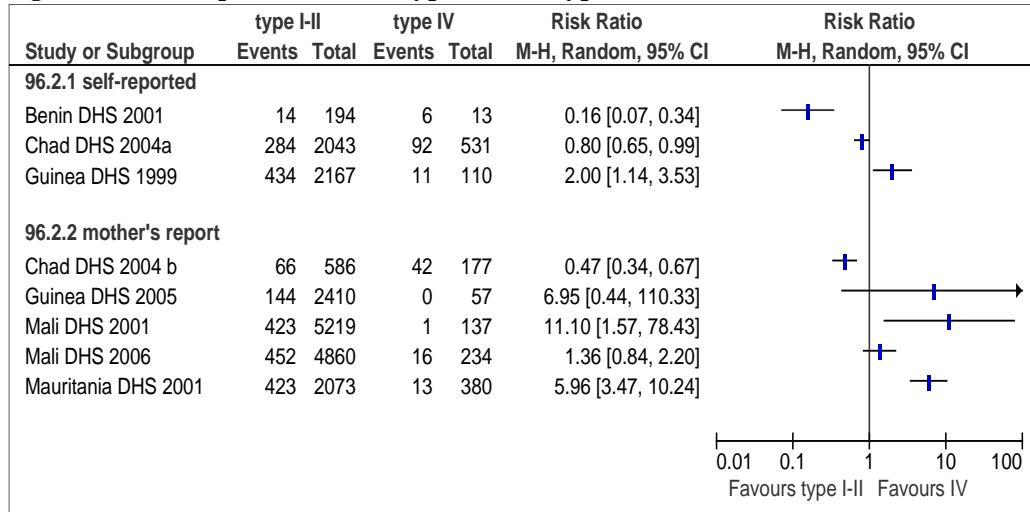 type I-II type IV Risk Ratio Risk Ratio
Study or Subgroup Events Total Events Total M-H, Random, 95% CI M-H, Random, 95% CI
96.2.1 self-reported
Benin DHS 2001 14 194 6 13 0.16 [0.07, 0.34]
Chad DHS 2004a 284 2043 92 531 0.80 [0.65, 0.99]
Guinea DHS 1999 434 2167 11 110 2.00 [1.14, 3.53]
96.2.2 mother's report
Chad DHS 2004 b 66 586 42 177 0.47 [0.34, 0.67]
Guinea DHS 2005 144 2410 0 57 6.95 [0.44, 110.33]
Mali DHS 2001 423 5219 1 137 11.10 [1.57, 78.43]
Mali DHS 2006 452 4860 16 234 1.36 [0.84, 2.20]
Mauritania DHS 2001 423 2073 13 380 5.96 [3.47, 10.24]
0.01 0.1 1 10 100
Favours type I-II Favours IV